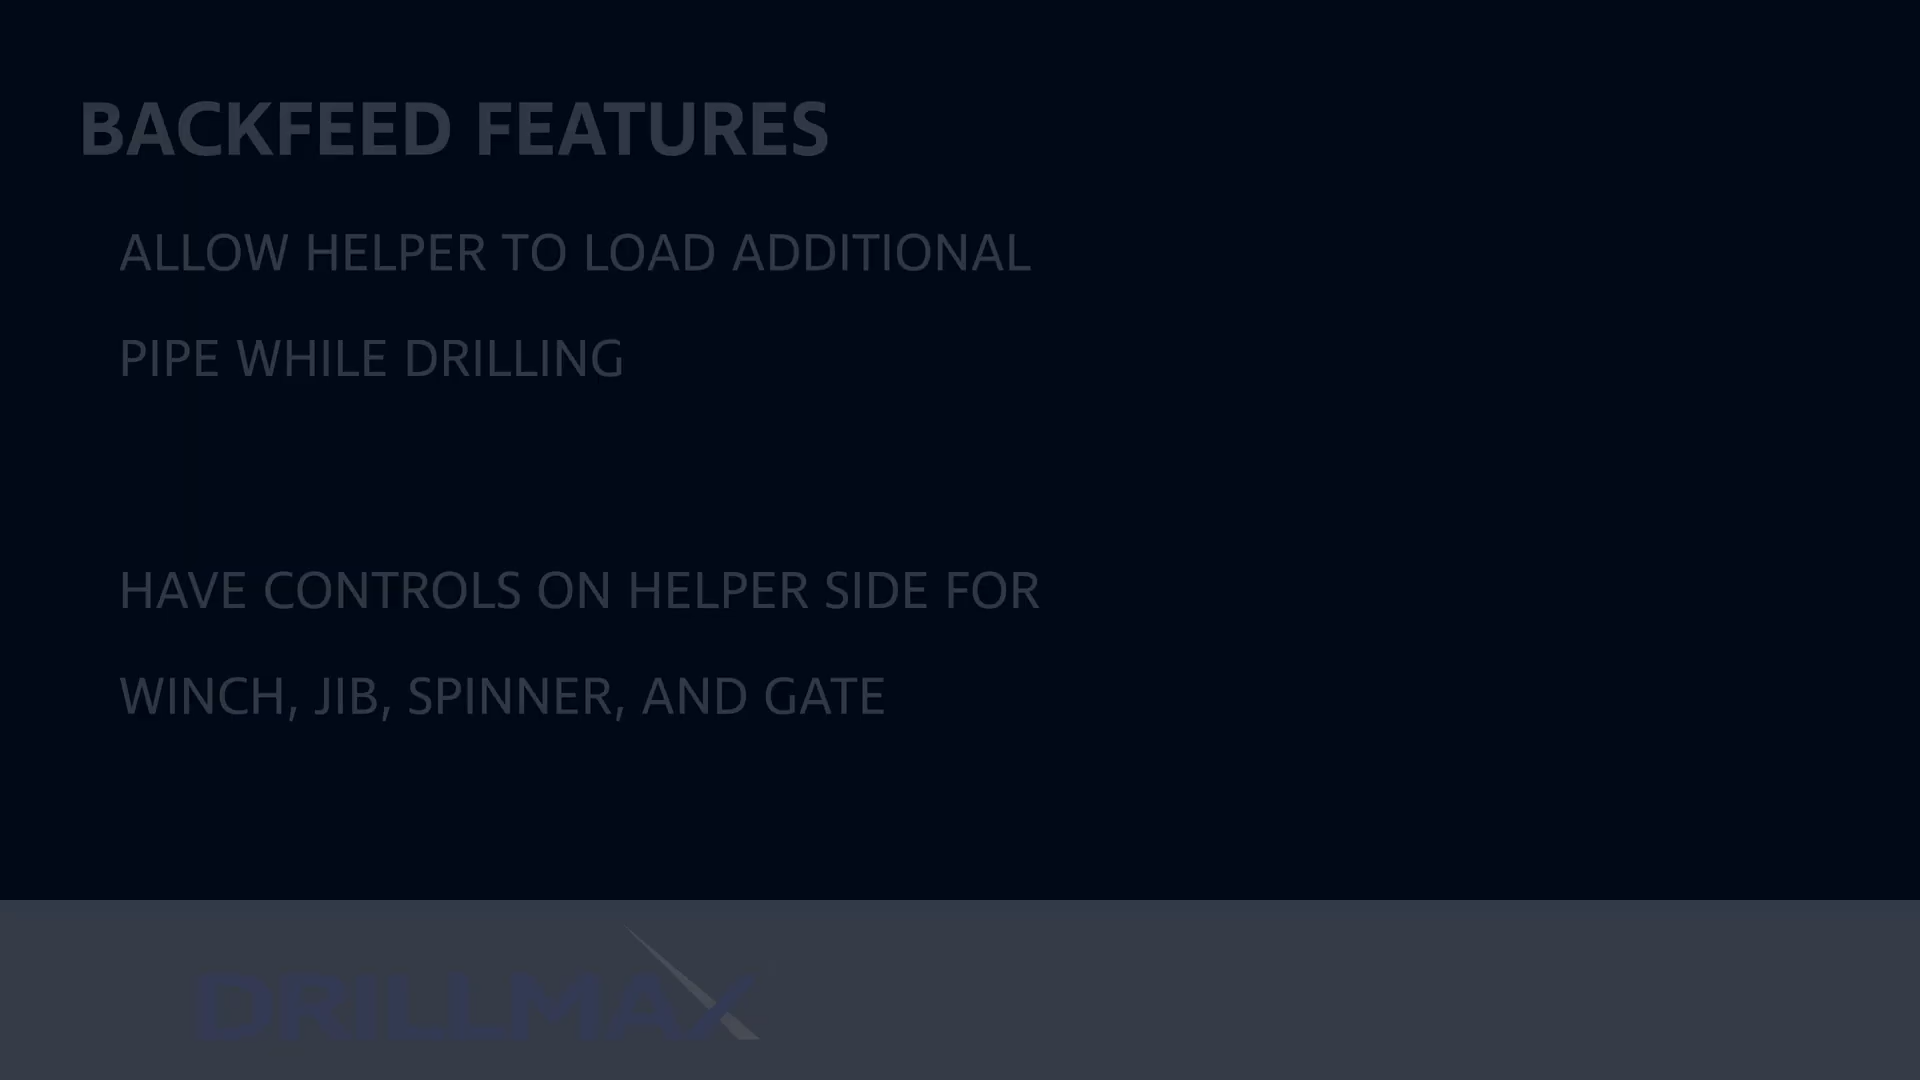 BACKFEED FEATURES
ALLOW HELPER TO LOAD ADDITIONAL
PIPE WHILE DRILLING
HAVE CONTROLS ON HELPER SIDE FOR
WINCH, JIB, SPINNER, AND GATE
DRILLMAX